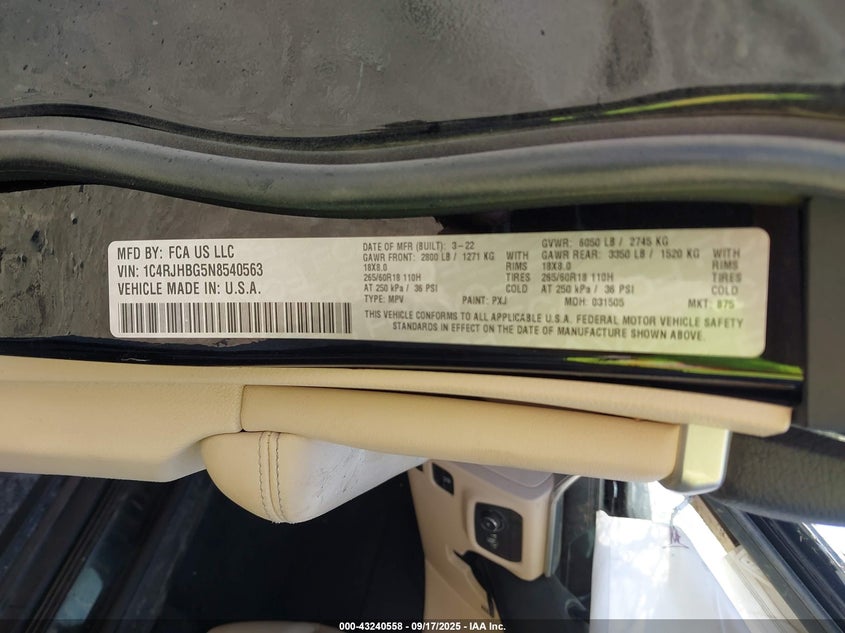 MFD BY: FCA US LLC
VIN: 1C4RJHBG5N8540563
VEHICLE MADE IN: U.S.A.
DATE OF MFR (BUILT): 3-22
GAWR FRONT: 2800 LB / 1271 KG WITH
18X8.0 RIMS
265/60R18 110H TIRES
AT 250 kPa / 36 PSI COLD
TYPE: MPV PAINT: PXJ
GVWR: 6050 LB / 2745 KG
GAWR REAR: 3350 LB / 1520 KG WITH
18X8.0 RIMS
265/60R18 110H TIRES
AT 250 kPa / 36 PSI COLD
MDH: 031505 MKT: 875
THIS VEHICLE CONFORMS TO ALL APPLICABLE U.S.A. FEDERAL MOTOR VEHICLE SAFETY
STANDARDS IN EFFECT ON THE DATE OF MANUFACTURE SHOWN ABOVE.
000-43240558 - 09/17/2025 - IAA Inc.